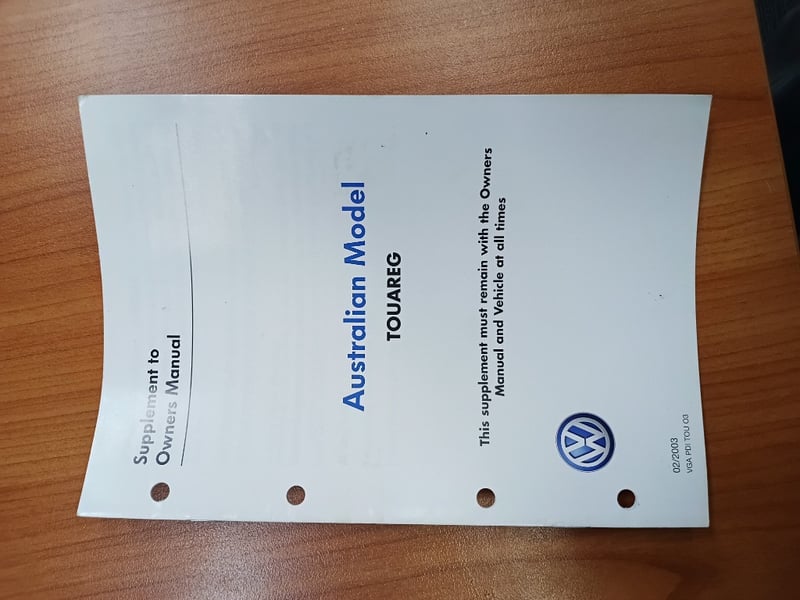 Supplement to
Owners Manual
Australian Model
TOUAREG
This supplement must remain with the Owners
Manual and Vehicle at all times
02/2003
VGA PDI TOU 03